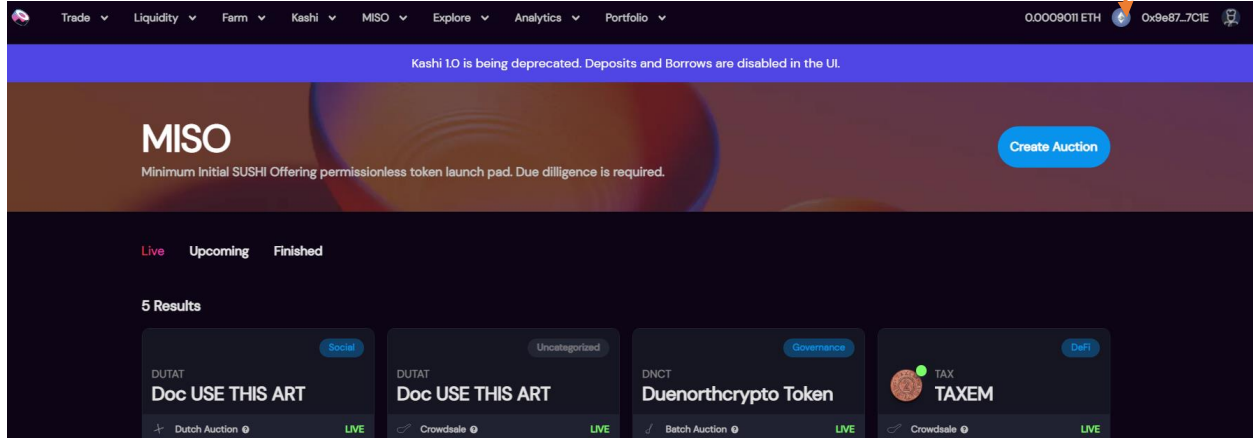 Trade Liquidity Farm Kashi MISO Explore Analytics Portfolio 0.0009011 ETH 0x9e87...7C1E
Kashi 1.0 is being deprecated. Deposits and Borrows are disabled in the UI.
MISO
Create Auction
Minimum Initial SUSHI Offering permissionless token launch pad. Due dilligence is required.
Live Upcoming Finished
5 Results
Social Uncategorized Governance DeFi
DUTAT DUTAT DNCT TAX
Doc USE THIS ART Doc USE THIS ART Duenorthcrypto Token TAXEM
Dutch Auction LIVE Crowdsale LIVE Batch Auction LIVE Crowdsale LIVE